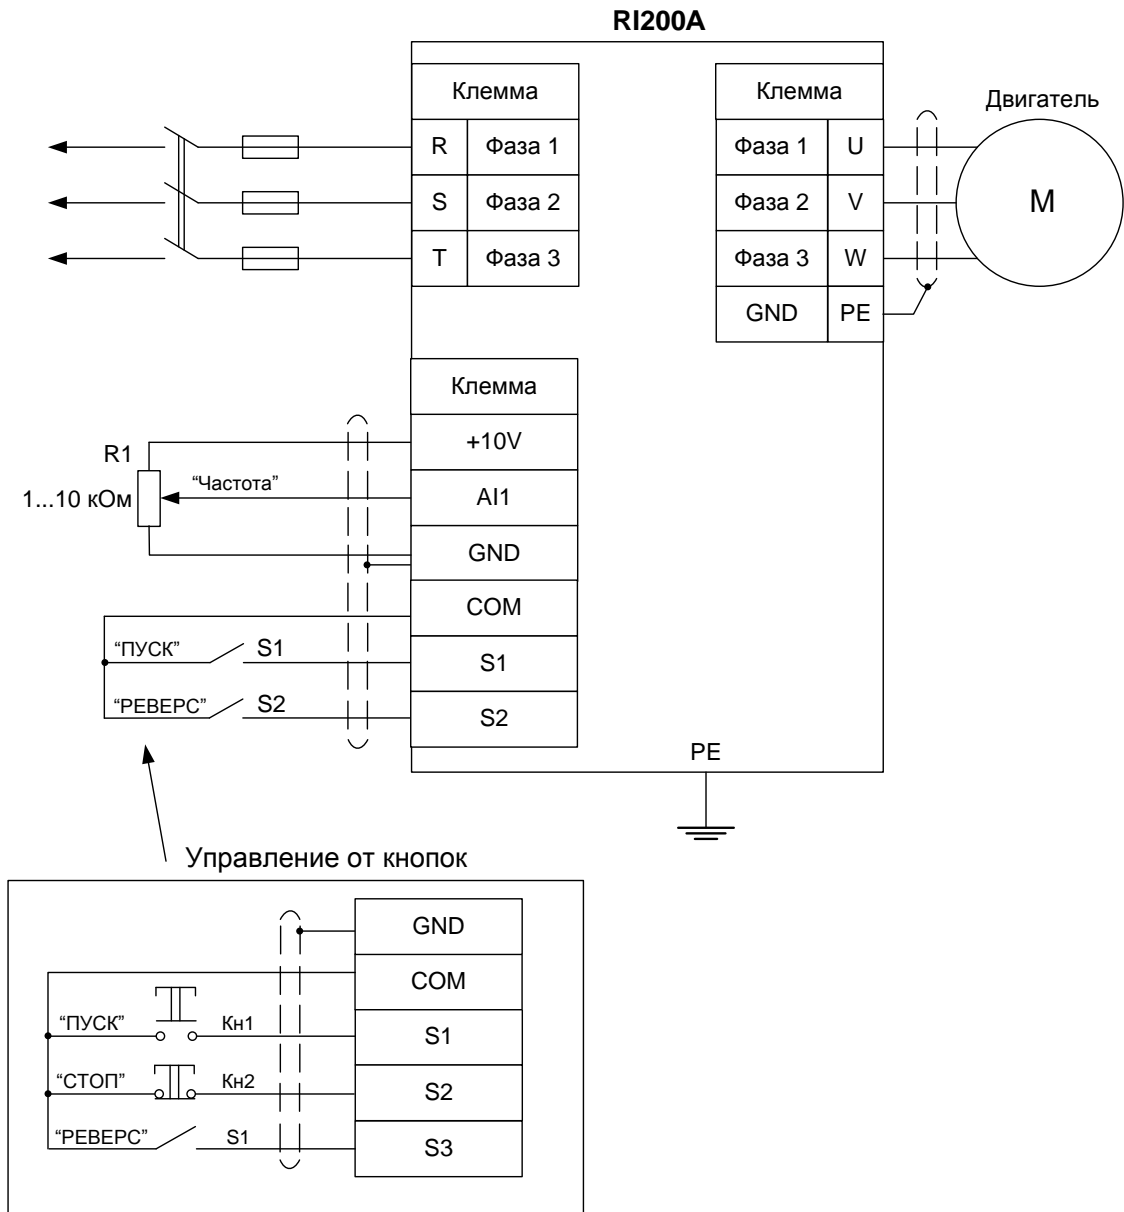 RI200A
Клемма
R Фаза 1
S Фаза 2
T Фаза 3
Клемма
Фаза 1 U
Фаза 2 V
Фаза 3 W
GND PE
Двигатель
M
Клемма
+10V
AI1
GND
COM
S1
S2
R1
1...10 кОм
“Частота”
“ПУСК” S1
“РЕВЕРС” S2
PE
Управление от кнопок
GND
COM
“ПУСК” Кн1 S1
“СТОП” Кн2 S2
“РЕВЕРС” S1 S3